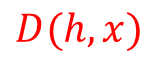 D(h, x)